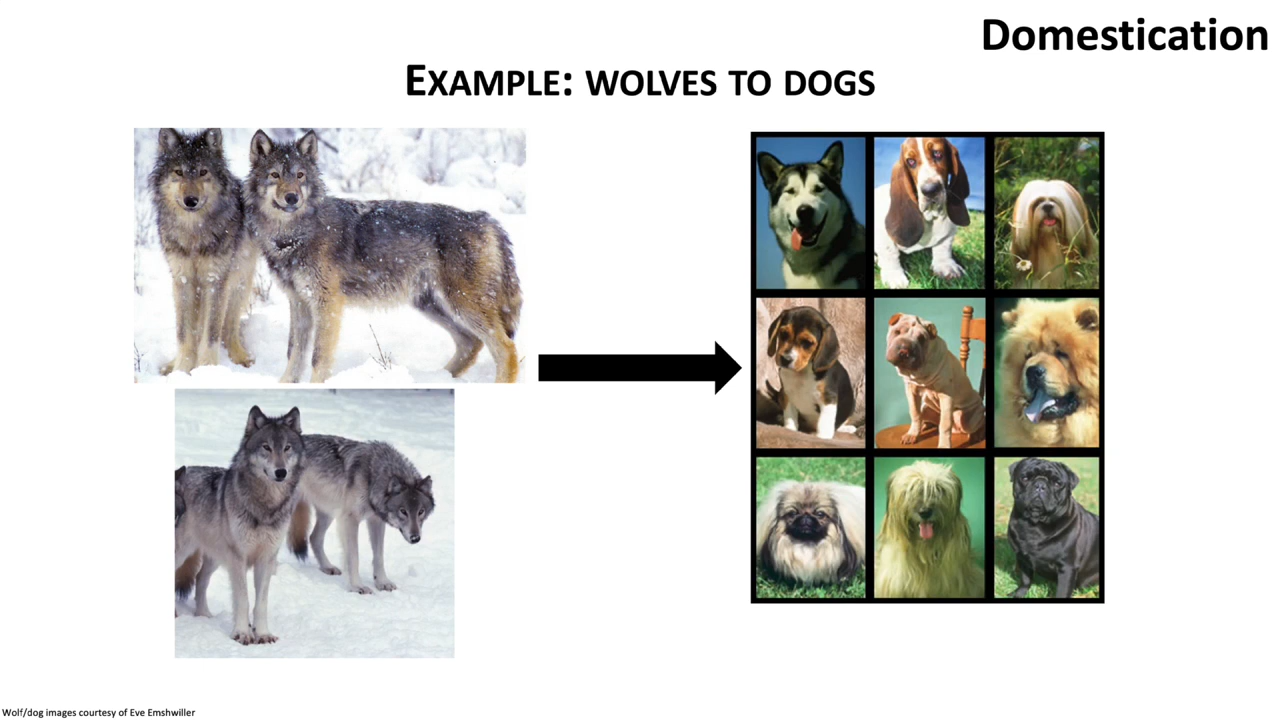 Domestication
EXAMPLE: WOLVES TO DOGS
Wolf/dog images courtesy of Eve Emshwiller